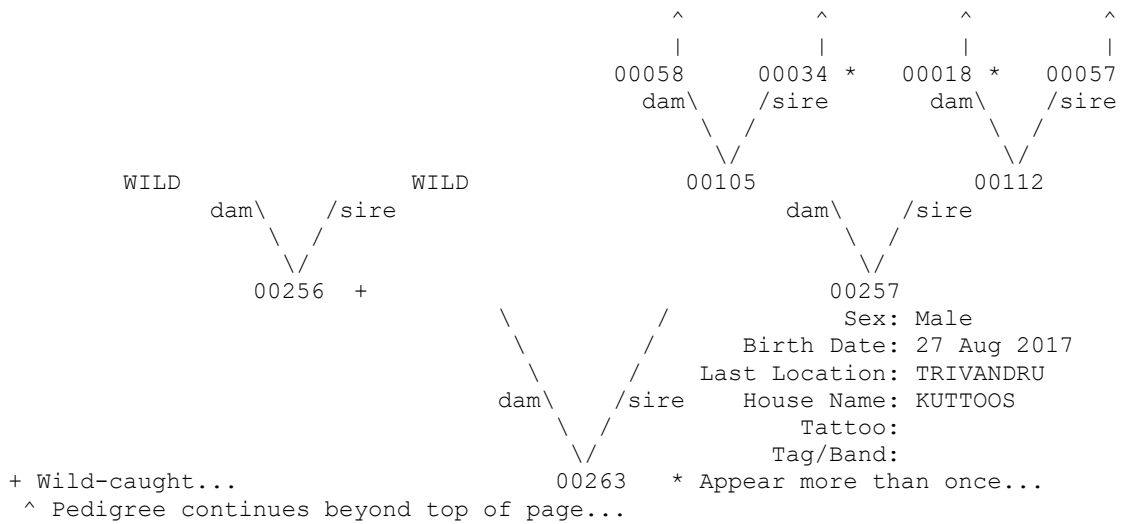 ^ ^ ^ ^
| | | |
00058 00034 * 00018 * 00057
dam\ /sire dam\ /sire
\ / \ /
\/ \/
WILD WILD 00105 00112
dam\ /sire dam\ /sire
\ / \ /
\/ \/
00256 + 00257
\ / Sex: Male
\ / Birth Date: 27 Aug 2017
\ / Last Location: TRIVANDRU
dam\ /sire House Name: KUTTOOS
\ / Tattoo:
\/ Tag/Band:
+ Wild-caught... 00263 * Appear more than once...
^ Pedigree continues beyond top of page...